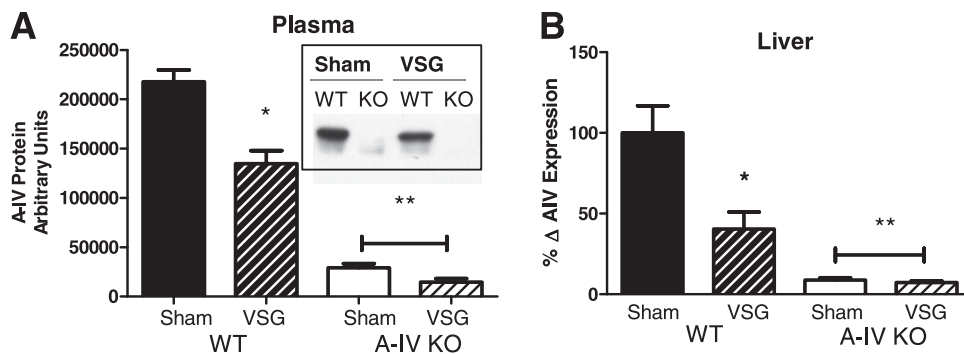 A
Plasma
A-IV Protein
Arbitrary Units
250000
200000
150000
100000
50000
0
*
**
Sham VSG
WT KO WT KO
Sham VSG Sham VSG
WT A-IV KO
B
Liver
% Δ AIV Expression
150
100
50
0
*
**
Sham VSG Sham VSG
WT A-IV KO